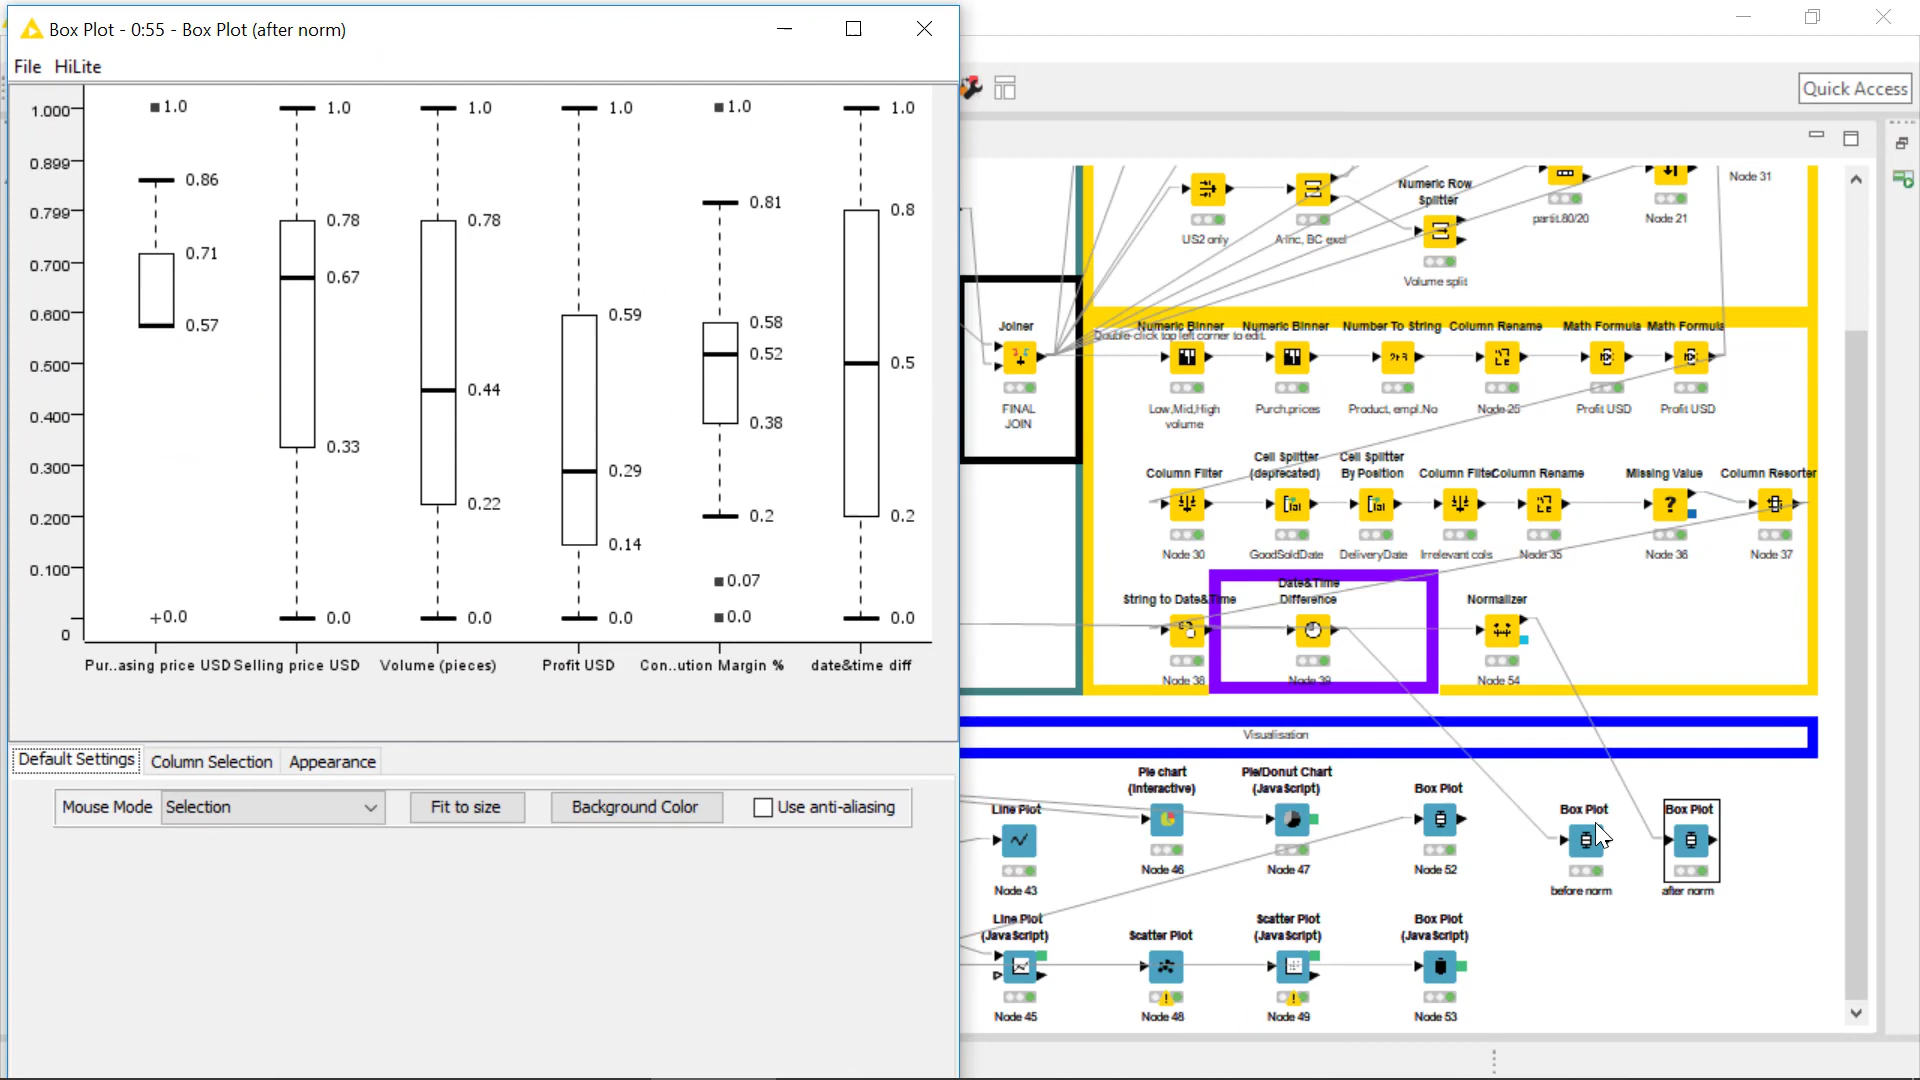 Box Plot - 0:55 - Box Plot (after norm)
File HiLite
Quick Access
1.000
0.899
0.799
0.700
0.600
0.500
0.400
0.300
0.200
0.100
0
1.0
0.86
0.71
0.57
+0.0
1.0
0.78
0.67
0.33
0.0
1.0
0.78
0.44
0.22
0.0
1.0
0.59
0.29
0.14
0.0
1.0
0.81
0.58
0.52
0.38
0.2
0.07
0.0
1.0
0.8
0.5
0.2
0.0
Pur..asing price USD Selling price USD Volume (pieces) Profit USD Con..ution Margin % date&time diff
Default Settings Column Selection Appearance
Mouse Mode Selection Fit to size Background Color Use anti-aliasing
US2 only
A inc, BC excl
Numeric Row
Splitter
Volume split
partit.80/20
Node 21
Node 31
Joiner
FINAL
JOIN
Double-click top left corner to edit.
Numeric Binner
Low,Mid,High
volume
Numeric Binner
Purch.prices
Number To String
Product, empl.No
Column Rename
Node 25
Math Formula
Profit USD
Math Formula
Profit USD
Column Filter
Node 30
Cell Splitter
(deprecated)
GoodSoldDate
Cell Splitter
By Position
DeliveryDate
Column Filter
Irrelevant cols
Column Rename
Node 35
Missing Value
?
Node 36
Column Resorter
Node 37
String to Date&Time
Node 38
Date&Time
Difference
Node 39
Normalizer
Node 54
Visualisation
Line Plot
Node 43
Pie chart
(interactive)
Node 46
Pie/Donut Chart
(JavaScript)
Node 47
Box Plot
Node 52
Box Plot
before norm
Box Plot
after norm
Line Plot
(JavaScript)
Node 45
Scatter Plot
Node 48
Scatter Plot
(JavaScript)
Node 49
Box Plot
(JavaScript)
Node 53